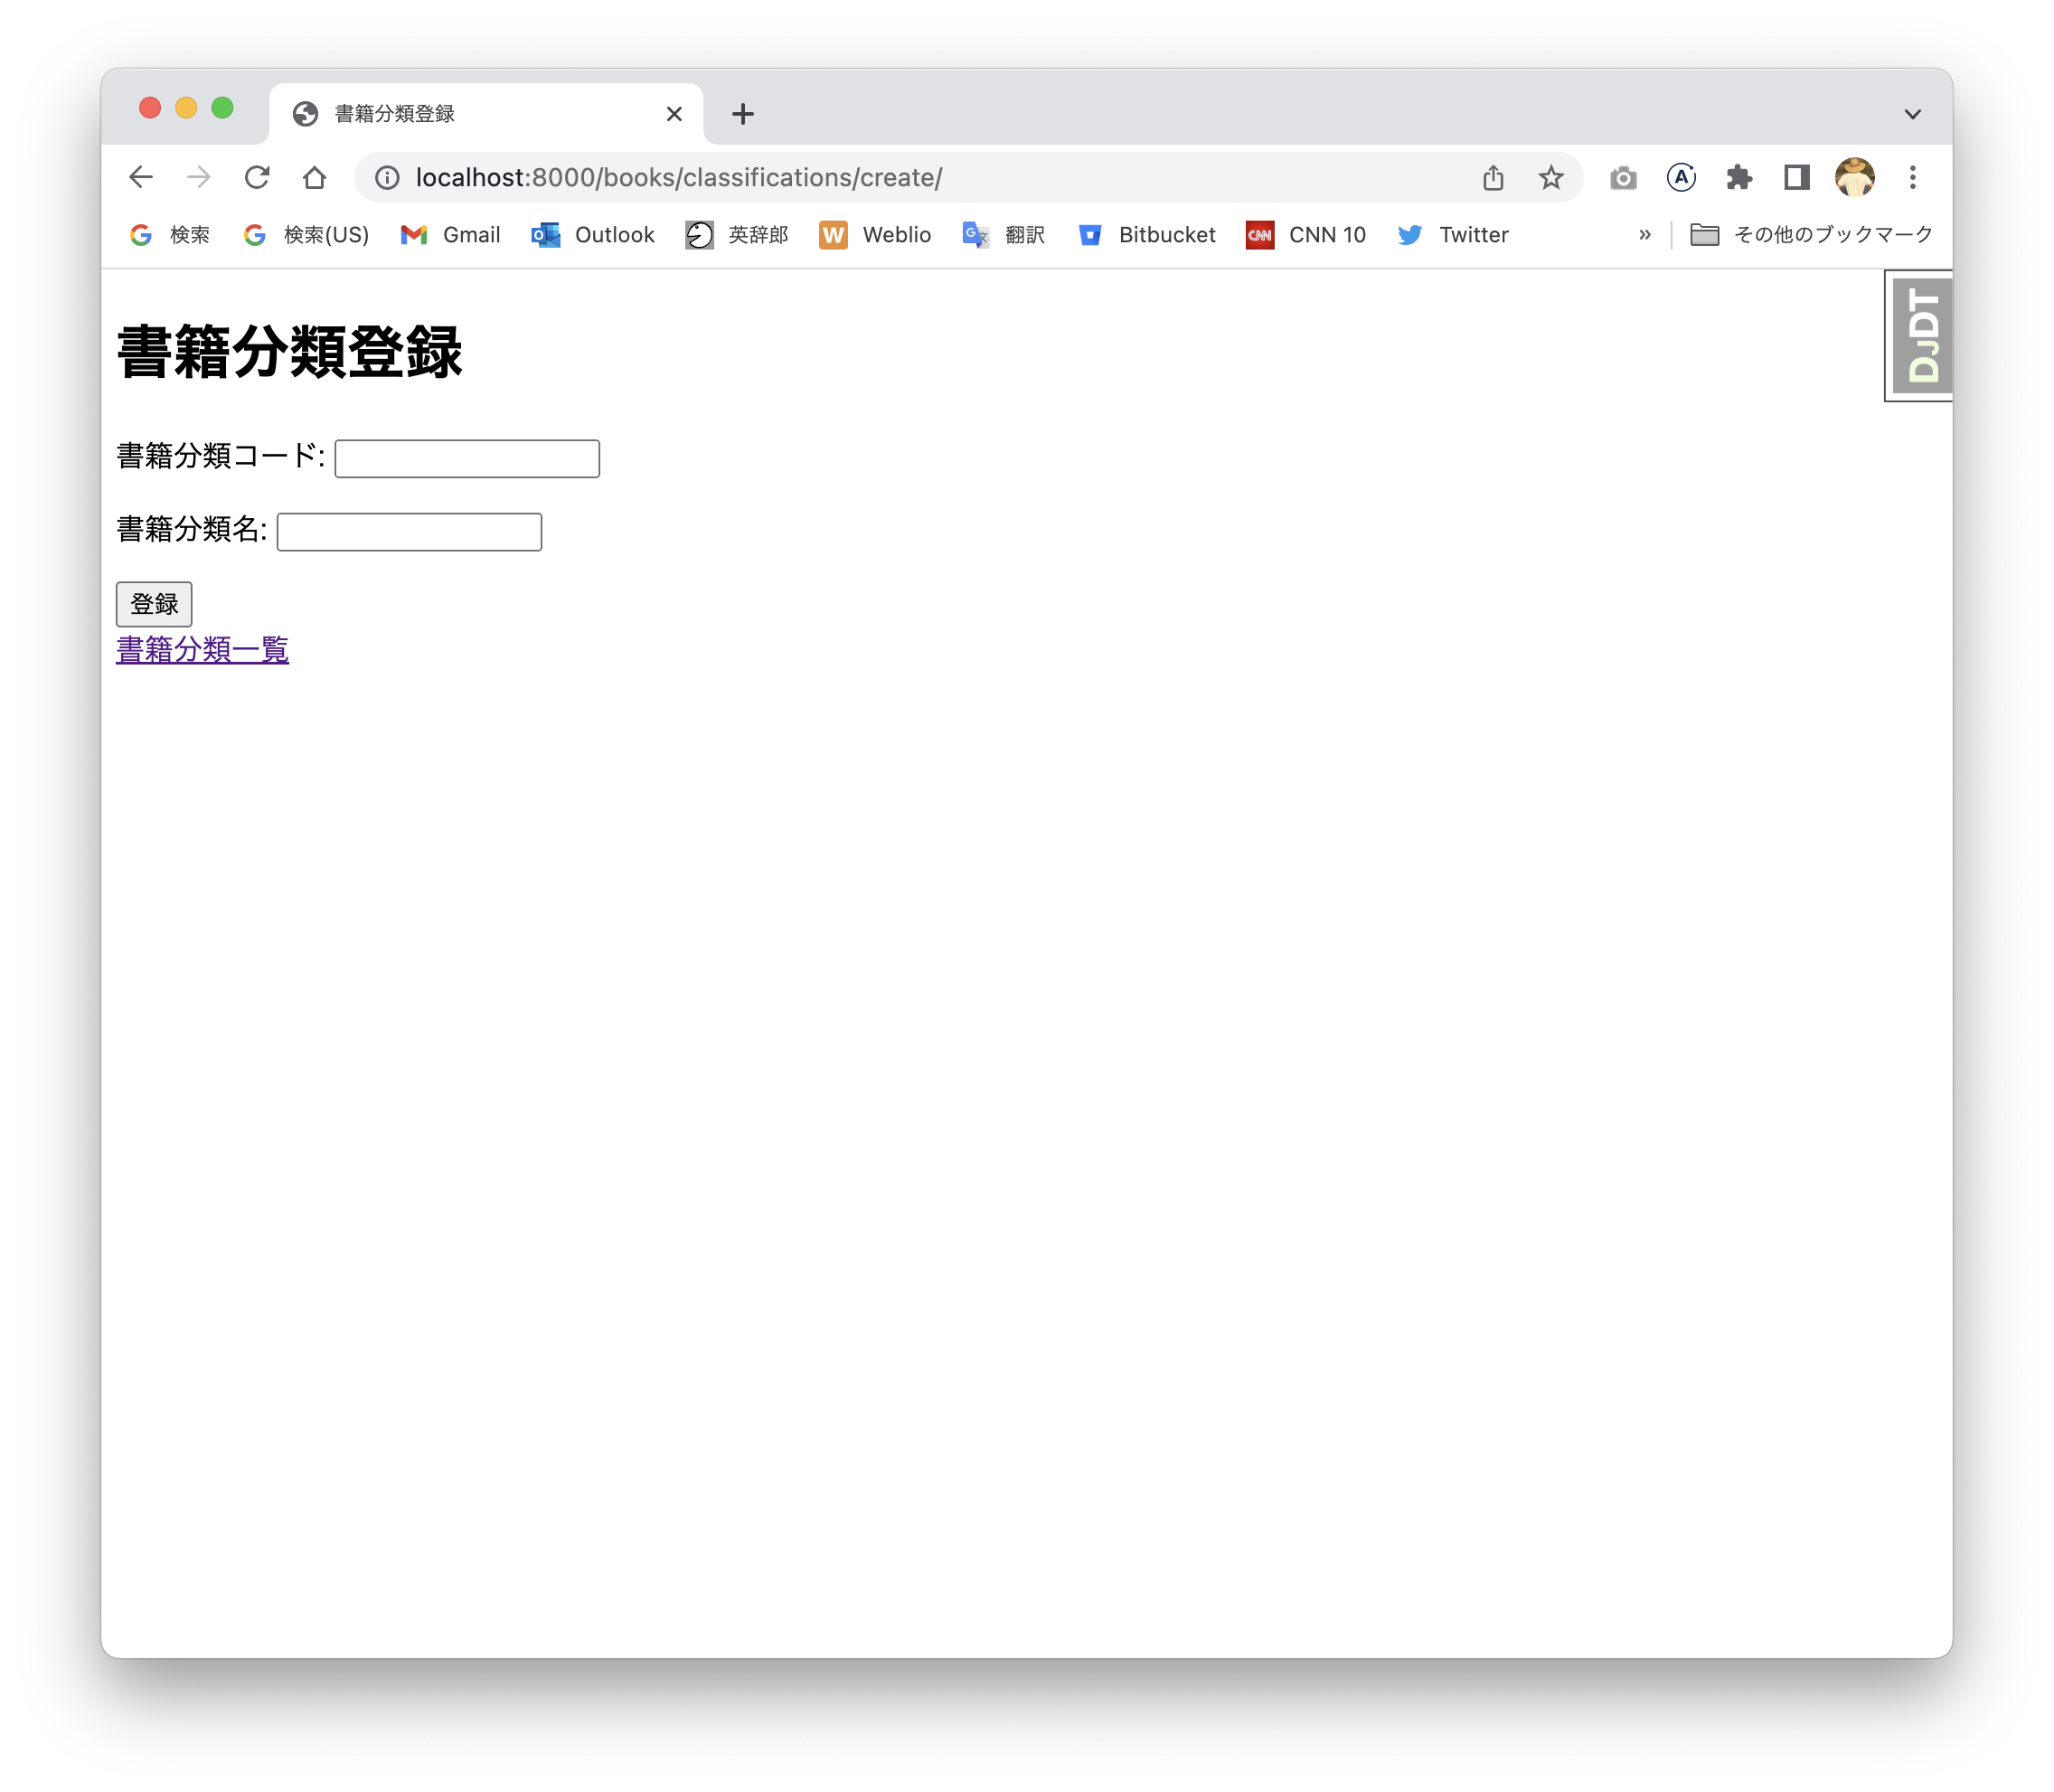 書籍分類登録
localhost:8000/books/classifications/create/
検索 検索(US) Gmail Outlook 英辞郎 Weblio 翻訳 Bitbucket CNN 10 Twitter » その他のブックマーク
DJDT
書籍分類登録
書籍分類コード:
書籍分類名:
登録
書籍分類一覧